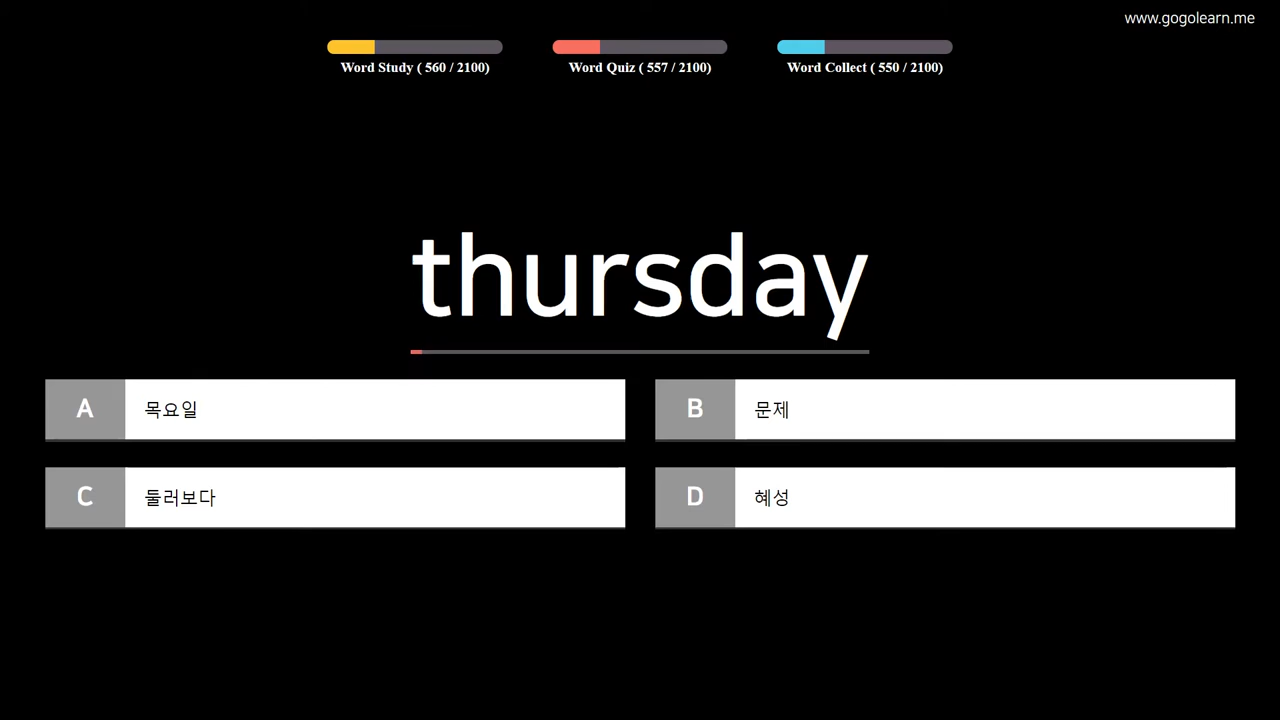 www.gogolearn.me
Word Study ( 560 / 2100)
Word Quiz ( 557 / 2100)
Word Collect ( 550 / 2100)
thursday
A 목요일
B 문제
C 둘러보다
D 혜성